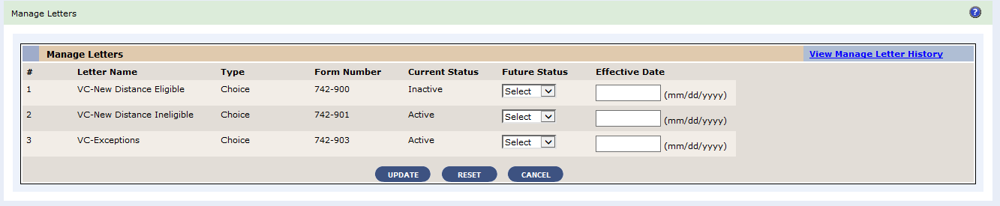 Manage Letters
?
Manage Letters View Manage Letter History
# Letter Name Type Form Number Current Status Future Status Effective Date
1 VC-New Distance Eligible Choice 742-900 Inactive Select (mm/dd/yyyy)
2 VC-New Distance Ineligible Choice 742-901 Active Select (mm/dd/yyyy)
3 VC-Exceptions Choice 742-903 Active Select (mm/dd/yyyy)
UPDATE RESET CANCEL